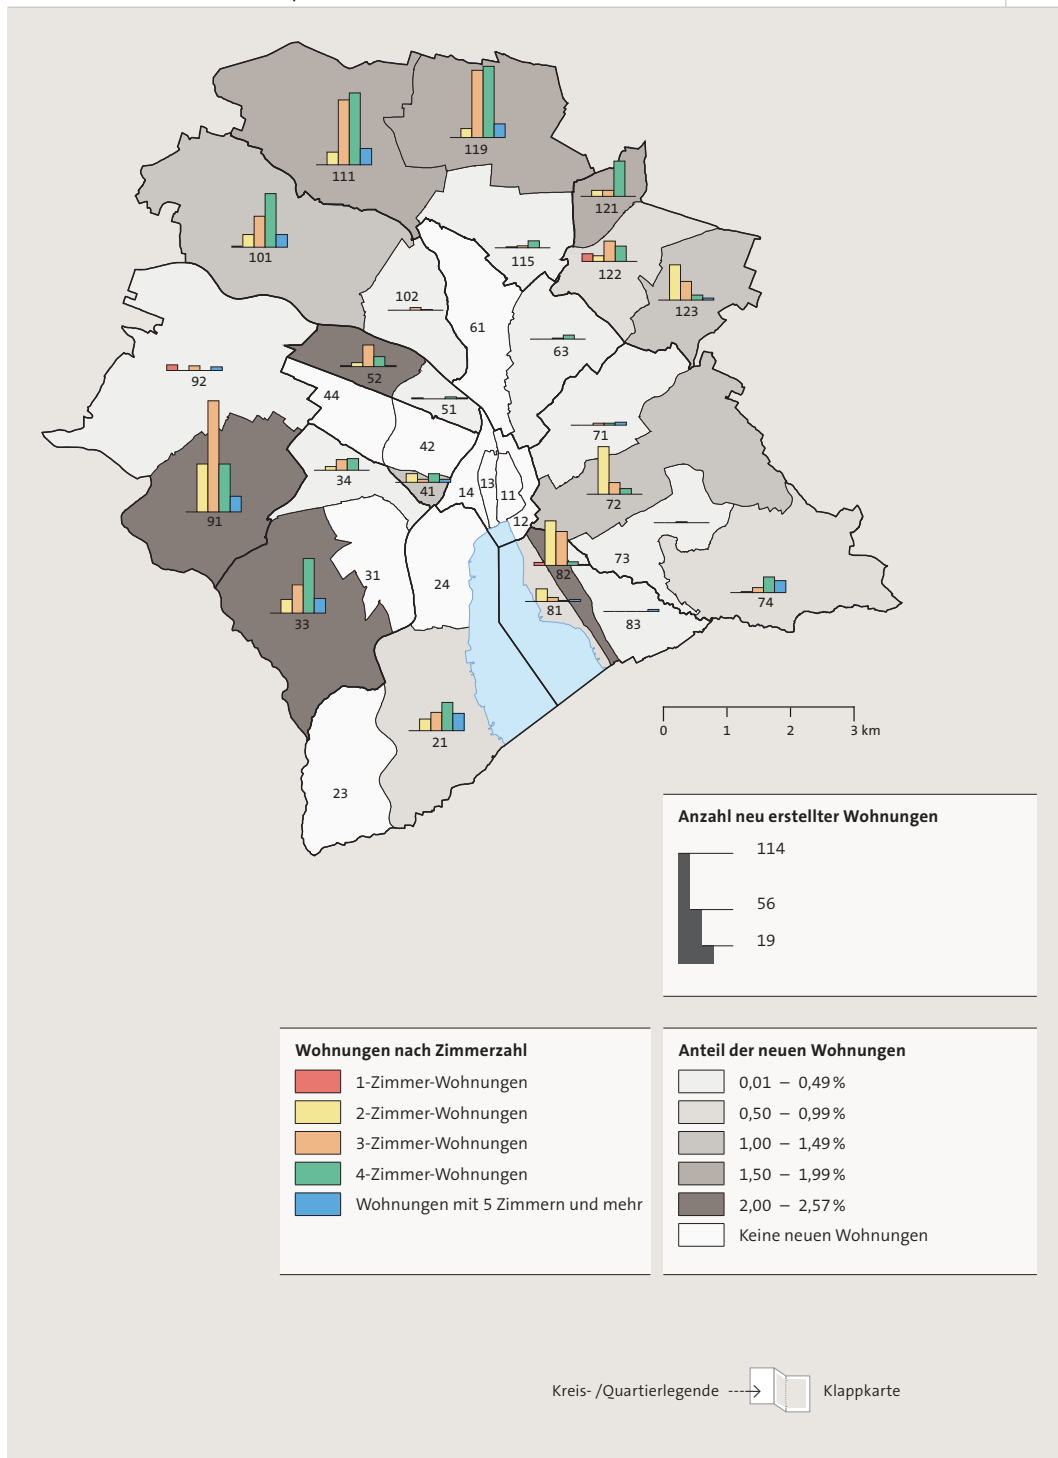 119
111
121
101
115
122
102
123
61
63
92
52
44
51
71
42
34
41
13
14
11
72
91
12
73
82
31
24
74
81
33
83
21
23
0 1 2 3 km
Anzahl neu erstellter Wohnungen
114
56
19
Wohnungen nach Zimmerzahl
1-Zimmer-Wohnungen
2-Zimmer-Wohnungen
3-Zimmer-Wohnungen
4-Zimmer-Wohnungen
Wohnungen mit 5 Zimmern und mehr
Anteil der neuen Wohnungen
0,01 – 0,49 %
0,50 – 0,99 %
1,00 – 1,49 %
1,50 – 1,99 %
2,00 – 2,57 %
Keine neuen Wohnungen
Kreis- /Quartierlegende
Klappkarte